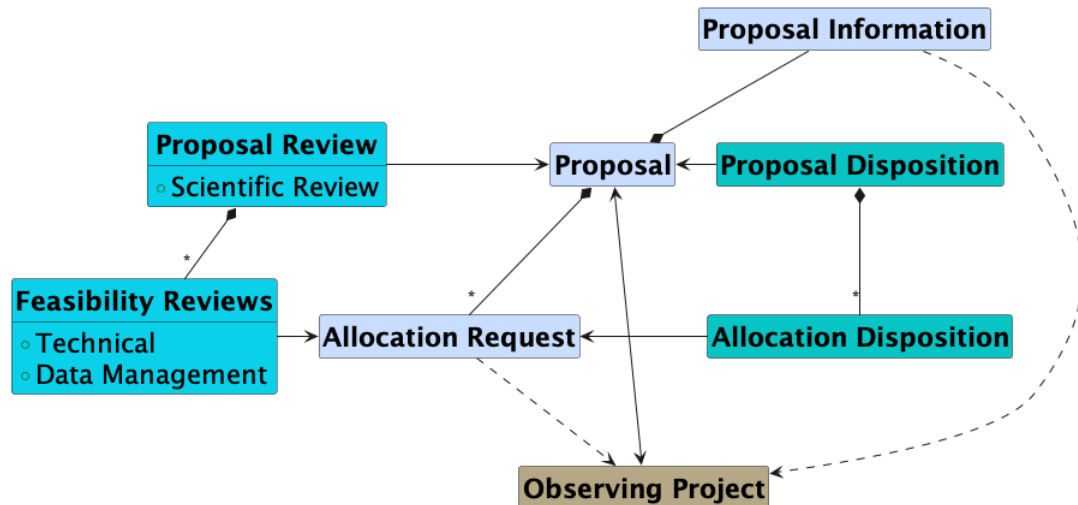 Proposal Information
Proposal Review
Scientific Review
Proposal
Proposal Disposition
*
*
*
Feasibility Reviews
Technical
Data Management
Allocation Request
Allocation Disposition
Observing Project